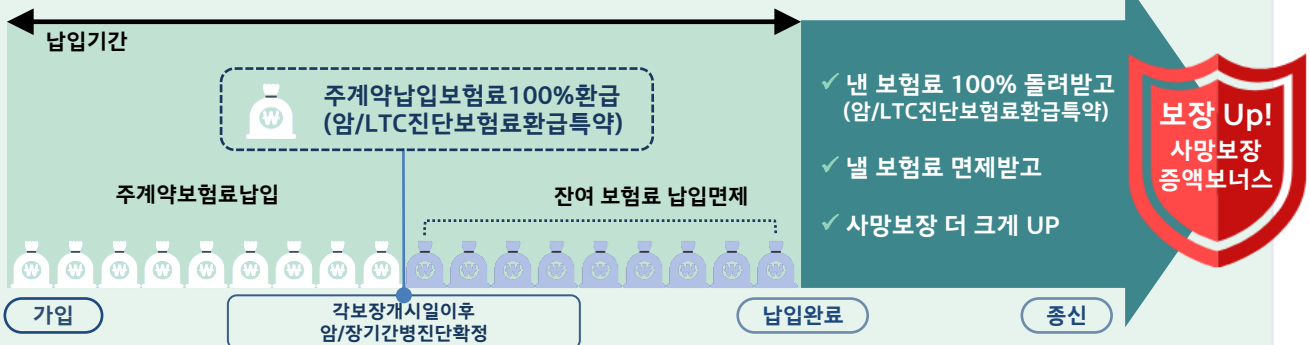 납입기간
주계약납입보험료100%환급
(암/LTC진단보험료환급특약)
주계약보험료납입
잔여 보험료 납입면제
가입
각보장개시일이후
암/장기간병진단확정
납입완료
종신
✓ 낸 보험료 100% 돌려받고
(암/LTC진단보험료환급특약)
✓ 낼 보험료 면제받고
✓ 사망보장 더 크게 UP
보장 Up!
사망보장
증액보너스